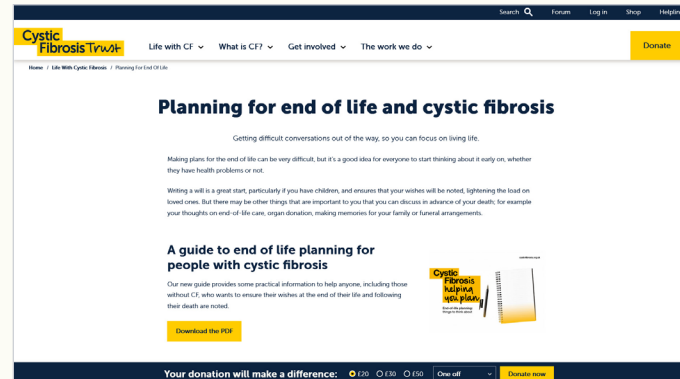 Search Forum Log in Shop Helplin
Cystic
Fibrosis Trust
Life with CF What is CF? Get involved The work we do
Donate
Home / Life With Cystic Fibrosis / Planning For End Of Life
Planning for end of life and cystic fibrosis
Getting difficult conversations out of the way, so you can focus on living life.
Making plans for the end of life can be very difficult, but it's a good idea for everyone to start thinking about it early on, whether
they have health problems or not.
Writing a will is a great start, particularly if you have children, and ensures that your wishes will be noted, lightening the load on
loved ones. But there may be other things that are important to you that you can discuss in advance of your death; for example
your thoughts on end-of-life care, organ donation, making memories for your family or funeral arrangements.
A guide to end of life planning for
people with cystic fibrosis
Our new guide provides some practical information to help anyone, including those
without CF, who wants to ensure their wishes at the end of their life and following
their death are noted.
Download the PDF
Cystic
Fibrosis
helping
you plan
End-of-life planning:
things to think about
Your donation will make a difference: £20 £30 £50 One off Donate now